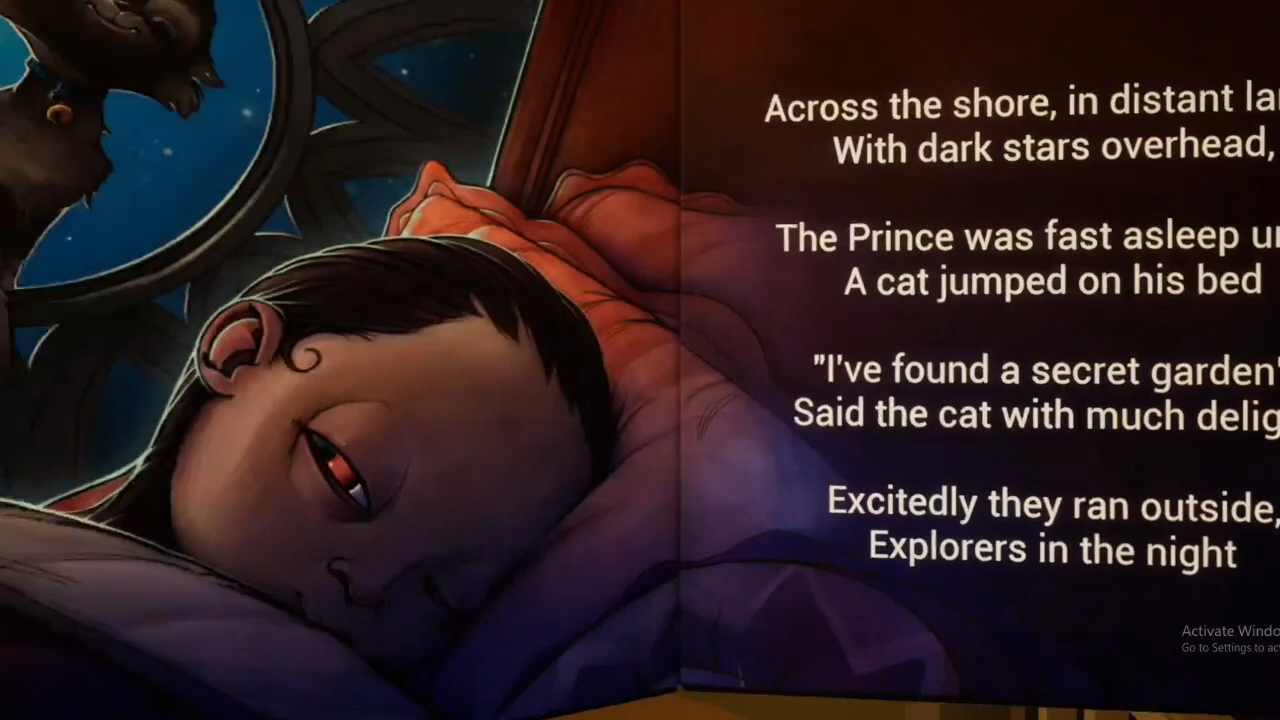 Across the shore, in distant
With dark stars overhead,
The Prince was fast asleep
A cat jumped on his bed
"I've found a secret garden"
Said the cat with much
Excitedly they ran outside,
Explorers in the night
Activate
Go to Settings to